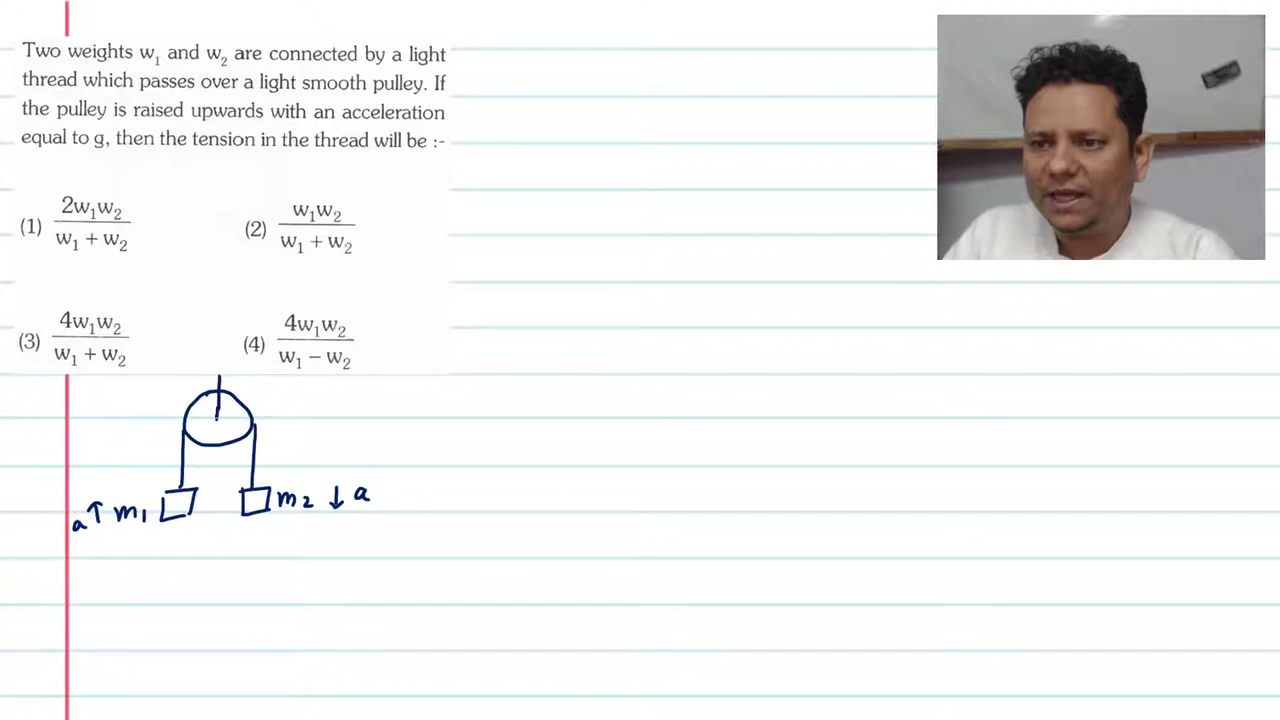 Two weights w₁ and w₂ are connected by a light
thread which passes over a light smooth pulley. If
the pulley is raised upwards with an acceleration
equal to g, then the tension in the thread will be :-
(1) 2w₁w₂ / w₁ + w₂
(2) w₁w₂ / w₁ + w₂
(3) 4w₁w₂ / w₁ + w₂
(4) 4w₁w₂ / w₁ − w₂
a ↑ m₁
m₂ ↓ a